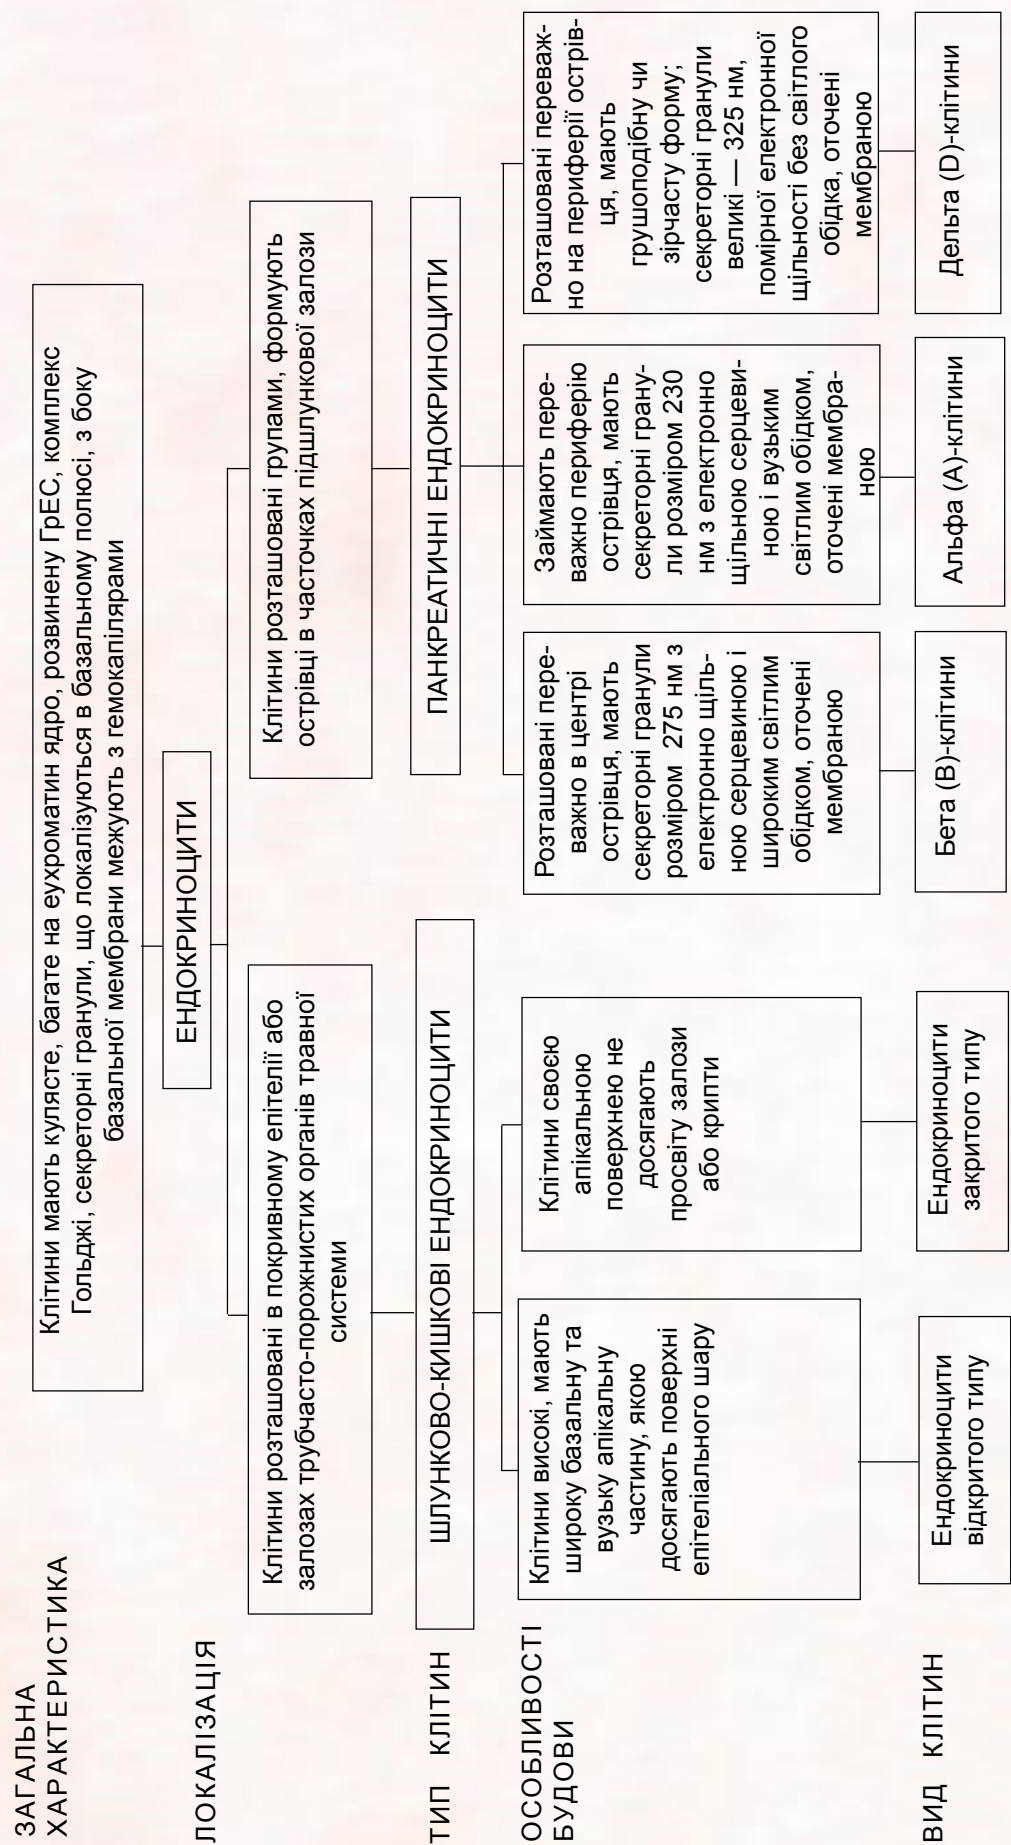 ЗАГАЛЬНА
ХАРАКТЕРИСТИКА
Клітини мають кулясте, багате на еухроматин ядро, розвинену ГрЕС, комплекс
Гольджі, секреторні гранули, що локалізуються в базальному полюсі, з боку
базальної мембрани межують з гемокапілярами
ЕНДОКРИНОЦИТИ
ЛОКАЛІЗАЦІЯ
Клітини розташовані в покривному епітелії або
залозах трубчасто-порожнистих органів травної
системи
Клітини розташовані групами, формують
острівці в часточках підшлункової залози
ТИП КЛІТИН
ШЛУНКОВО-КИШКОВІ ЕНДОКРИНОЦИТИ
ПАНКРЕАТИЧНІ ЕНДОКРИНОЦИТИ
ОСОБЛИВОСТІ
БУДОВИ
Клітини високі, мають
широку базальну та
вузьку апікальну
частину, якою
досягають поверхні
епітеліального шару
Клітини своєю
апікальною
поверхнею не
досягають
просвіту залози
або крипти
Розташовані пере-
важно в центрі
острівця, мають
секреторні гранули
розміром 275 нм з
електронно щіль-
ною серцевиною і
широким світлим
обідком, оточені
мембраною
Займають пере-
важно периферію
острівця, мають
секреторні грану-
ли розміром 230
нм з електронно
щільною серцеви-
ною і вузьким
світлим обідком,
оточені мембра-
ною
Розташовані переваж-
но на периферії острів-
ця, мають
грушоподібну чи
зірчасту форму;
секреторні гранули
великі — 325 нм,
помірної електронної
щільності без світлого
обідка, оточені
мембраною
ВИД КЛІТИН
Ендокриноцити
відкритого типу
Ендокриноцити
закритого типу
Бета (В)-клітини
Альфа (А)-клітини
Дельта (D)-клітини